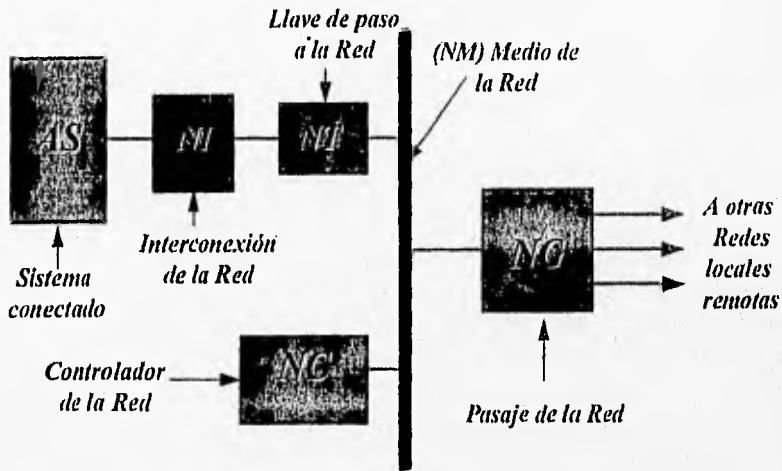 Llave de paso
a la Red
(NM) Medio de
la Red
AS
NI
Interconexión
de la Red
Sistema
conectado
NG
A otras
Redes
locales
remotas
Controlador
de la Red
NC
Pasaje de la Red